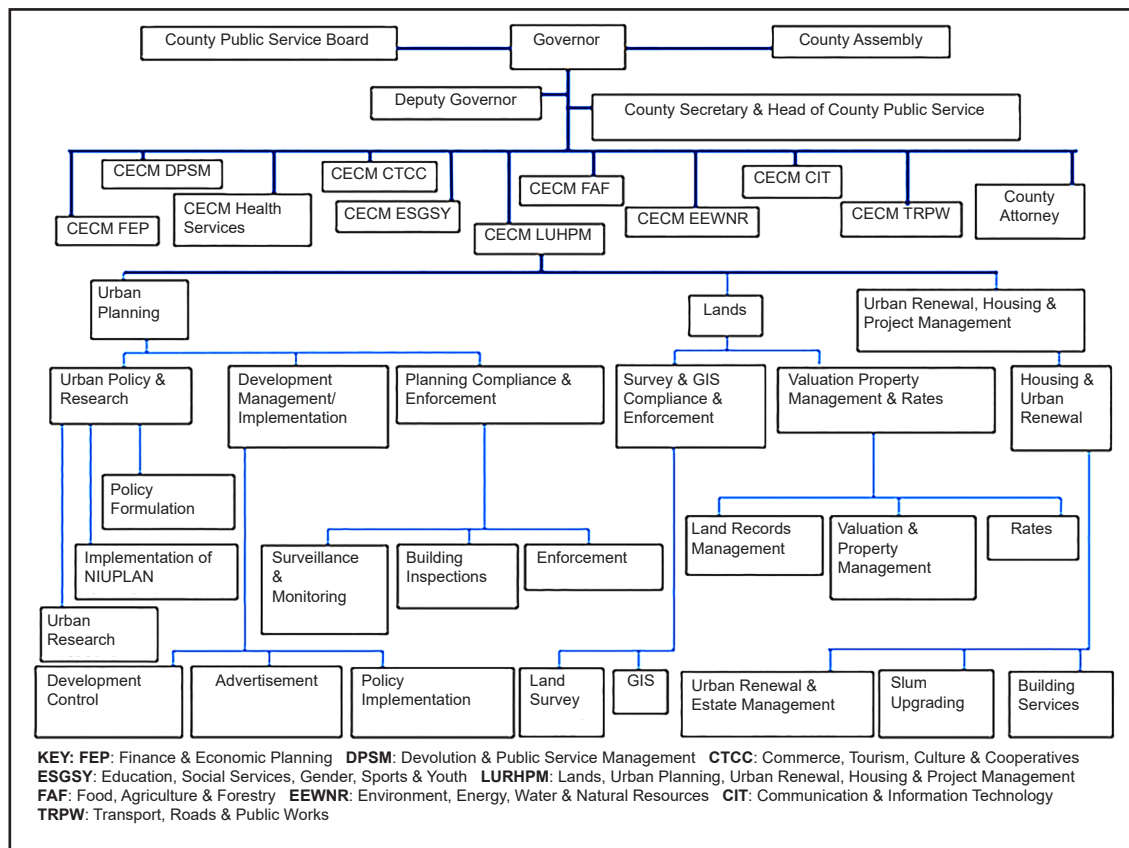 County Public Service Board
Governor
County Assembly
Deputy Governor
County Secretary & Head of County Public Service
CECM DPSM
CECM CTCC
CECM FAF
CECM CIT
CECM FEP
CECM Health
Services
CECM ESGSY
CECM LUHPM
CECM EEWNR
CECM TRPW
County
Attorney
Urban
Planning
Lands
Urban Renewal, Housing &
Project Management
Urban Policy &
Research
Development
Management/
Implementation
Planning Compliance &
Enforcement
Survey & GIS
Compliance &
Enforcement
Valuation Property
Management & Rates
Housing &
Urban
Renewal
Policy
Formulation
Implementation of
NIUPLAN
Urban
Research
Surveillance
&
Monitoring
Building
Inspections
Enforcement
Land Records
Management
Valuation &
Property
Management
Rates
Development
Control
Advertisement
Policy
Implementation
Land
Survey
GIS
Urban Renewal &
Estate Management
Slum
Upgrading
Building
Services
KEY: FEP: Finance & Economic Planning DPSM: Devolution & Public Service Management CTCC: Commerce, Tourism, Culture & Cooperatives
ESGSY: Education, Social Services, Gender, Sports & Youth LURHPM: Lands, Urban Planning, Urban Renewal, Housing & Project Management
FAF: Food, Agriculture & Forestry EEWNR: Environment, Energy, Water & Natural Resources CIT: Communication & Information Technology
TRPW: Transport, Roads & Public Works